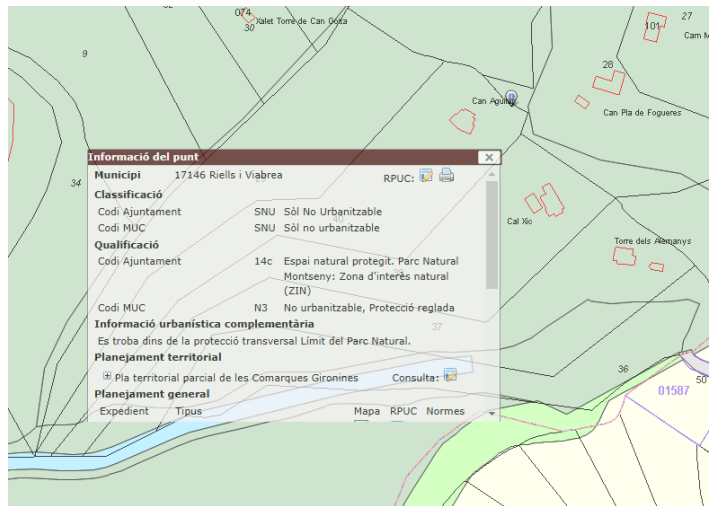 074
27
Xalet Torre de Can Goita
30
101
Cam M
9
28
Can Aguilar
Can Pla de Fogueres
Informació del punt
Municipi 17146 Riells i Viabrea RPUC:
34
Classificació
Codi Ajuntament SNU Sòl No Urbanitzable
Codi MUC SNU Sòl no urbanitzable
40
Cal Xio
Qualificació
Torre dels Alemanys
Codi Ajuntament 14c Espai natural protegit. Parc Natural
Montseny: Zona d'interès natural
(ZIN)
Codi MUC N3 No urbanitzable, Protecció reglada
Informació urbanística complementària
37
Es troba dins de la protecció transversal Límit del Parc Natural.
Planejament territorial
36
Pla territorial parcial de les Comarques Gironines Consulta:
50
01587
Planejament general
Expedient Tipus Mapa RPUC Normes